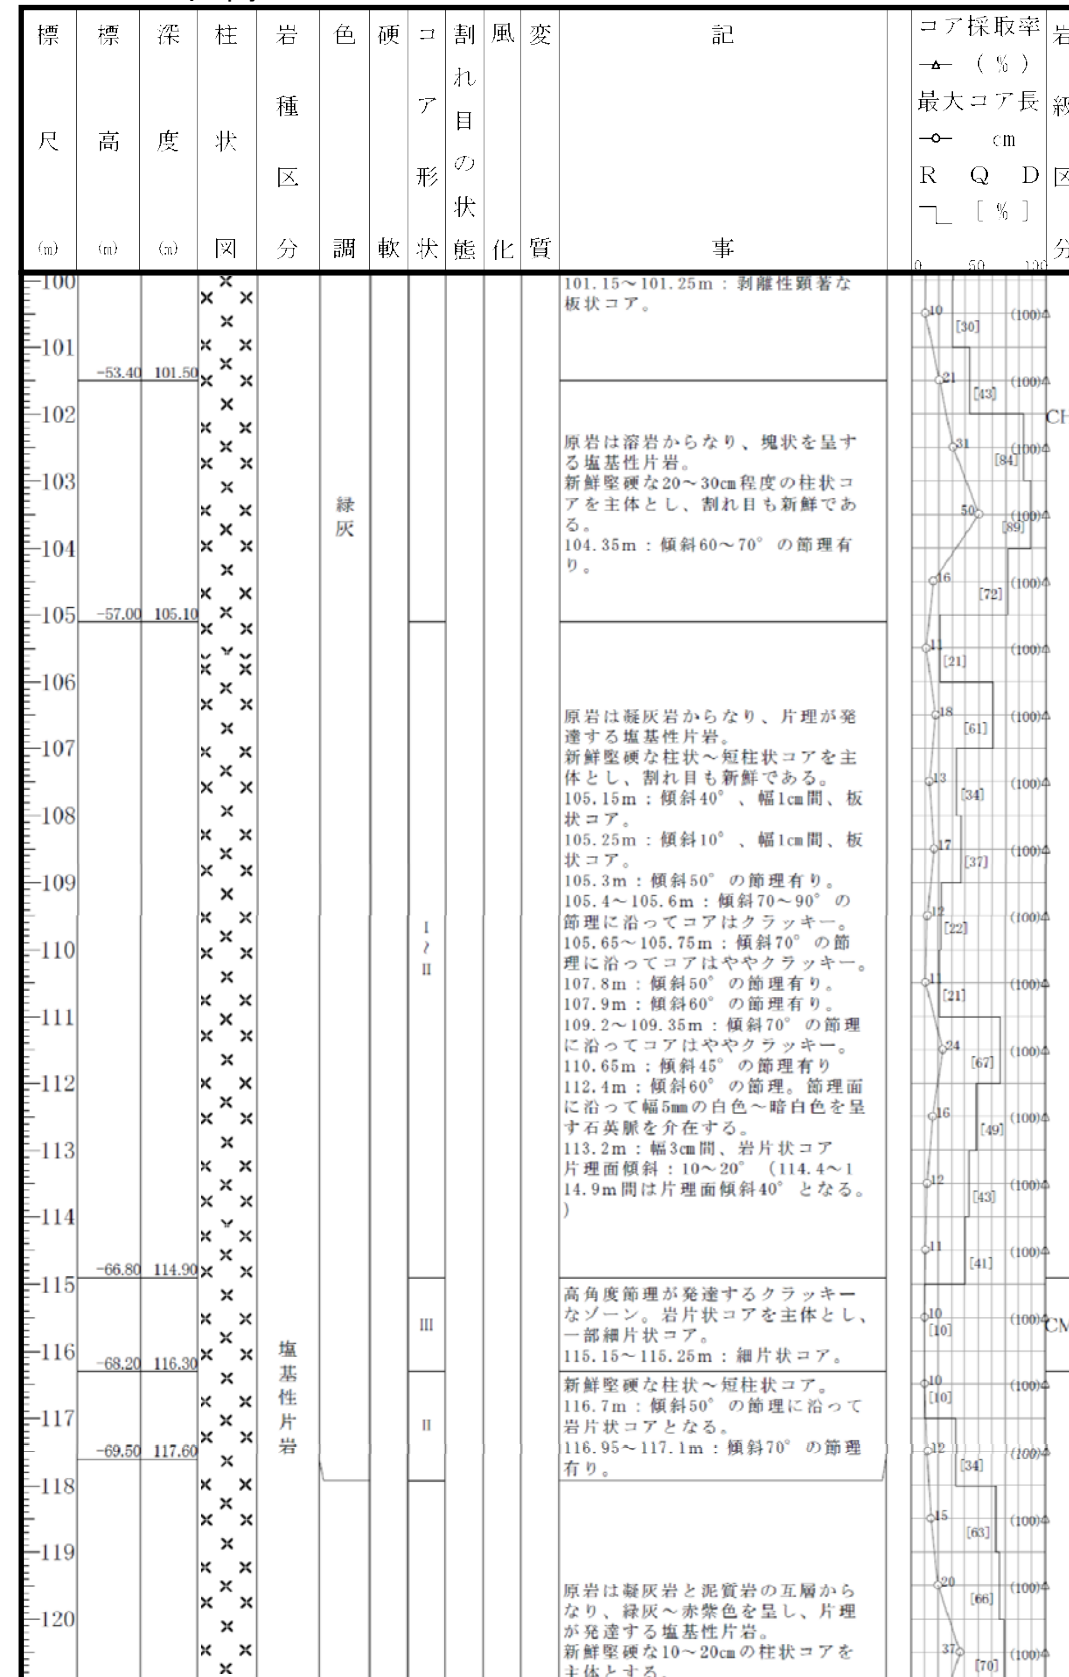 標尺(m)
標高(m)
深度(m)
柱状図
岩種区分
色調
硬軟
コア形状
割れ目の状態
風化
変質
記事
コア採取率
( % )
最大コア長
cm
R Q D
[ % ]
0 50 100
岩級区分
100
101.15～101.25m：剥離性顕著な
板状コア。
10 [30] (100)
101
-53.40 101.50
21 [43] (100)
102
CH
原岩は溶岩からなり、塊状を呈す
る塩基性片岩。
新鮮堅硬な20～30cm程度の柱状コ
アを主体とし、割れ目も新鮮であ
る。
104.35m：傾斜60～70°の節理有
り。
31 [84] (100)
103
緑灰
50 [89] (100)
104
16 [72] (100)
105
-57.00 105.10
11 [21] (100)
106
原岩は凝灰岩からなり、片理が発
達する塩基性片岩。
新鮮堅硬な柱状～短柱状コアを主
体とし、割れ目も新鮮である。
105.15m：傾斜40°、幅1cm間、板
状コア。
105.25m：傾斜10°、幅1cm間、板
状コア。
105.3m：傾斜50°の節理有り。
105.4～105.6m：傾斜70～90°の
節理に沿ってコアはクラッキー。
105.65～105.75m：傾斜70°の節
理に沿ってコアはややクラッキー。
107.8m：傾斜50°の節理有り。
107.9m：傾斜60°の節理有り。
109.2～109.35m：傾斜70°の節理
に沿ってコアはややクラッキー。
110.65m：傾斜45°の節理有り
112.4m：傾斜60°の節理。節理面
に沿って幅5mmの白色～暗白色を呈
す石英脈を介在する。
113.2m：幅3cm間、岩片状コア
片理面傾斜：10～20°（114.4～1
14.9m間は片理面傾斜40°となる。
）
18 [61] (100)
107
13 [34] (100)
108
17 [37] (100)
109
12 [22] (100)
I～II
110
11 [21] (100)
111
24 [67] (100)
112
16 [49] (100)
113
12 [43] (100)
114
11 [41] (100)
-66.80 114.90
115
高角度節理が発達するクラッキー
なゾーン。岩片状コアを主体とし、
一部細片状コア。
115.15～115.25m：細片状コア。
III
10 [10] (100)
CM
116
塩基性片岩
-68.20 116.30
新鮮堅硬な柱状～短柱状コア。
116.7m：傾斜50°の節理に沿って
岩片状コアとなる。
116.95～117.1m：傾斜70°の節理
有り。
10 [10] (100)
117
II
-69.50 117.60
12 [34] (100)
118
15 [63] (100)
119
原岩は凝灰岩と泥質岩の互層から
なり、緑灰～赤紫色を呈し、片理
が発達する塩基性片岩。
新鮮堅硬な10～20cmの柱状コアを
主体とする。
20 [66] (100)
120
37 [70] (100)